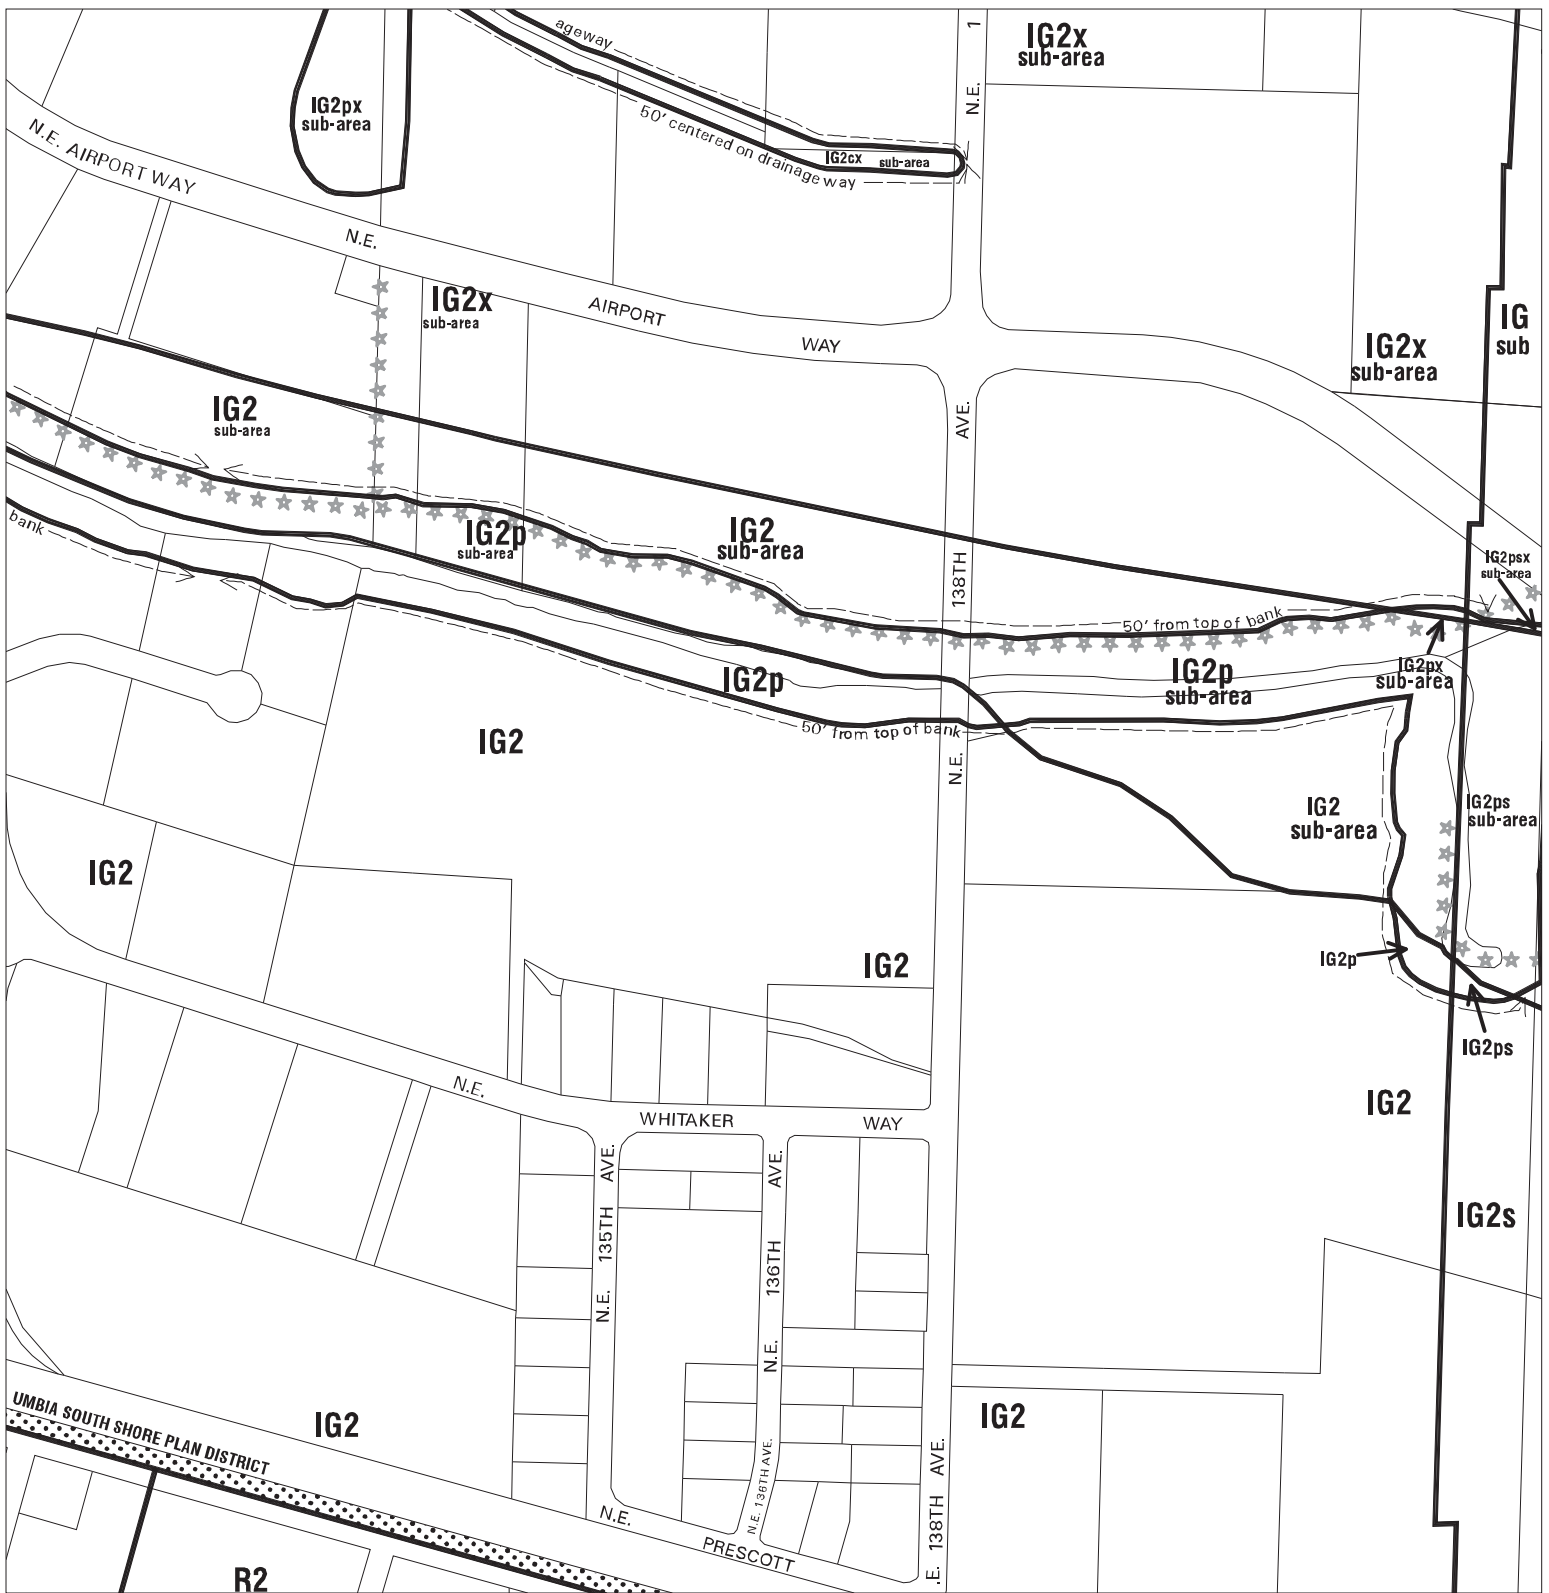 ageway
1
N.E.
IG2x
sub-area
IG2px
sub-area
50' centered on drainage way
IG2cx sub-area
N.E. AIRPORT WAY
N.E.
AIRPORT
WAY
IG2x
sub-area
IG
sub
IG2x
sub-area
IG2
sub-area
AVE.
138TH
N.E.
bank
IG2p
sub-area
IG2
sub-area
IG2psx
sub-area
50' from top of bank
IG2px
sub-area
IG2p
IG2p
sub-area
50' from top of bank
IG2
IG2
sub-area
IG2ps
sub-area
IG2
IG2
IG2p
IG2ps
IG2
N.E.
WHITAKER
WAY
AVE.
135TH
N.E.
AVE.
136TH
N.E.
IG2s
N.E. 136TH AVE.
AVE.
138TH
.E.
UMBIA SOUTH SHORE PLAN DISTRICT
IG2
IG2
N.E.
PRESCOTT
R2